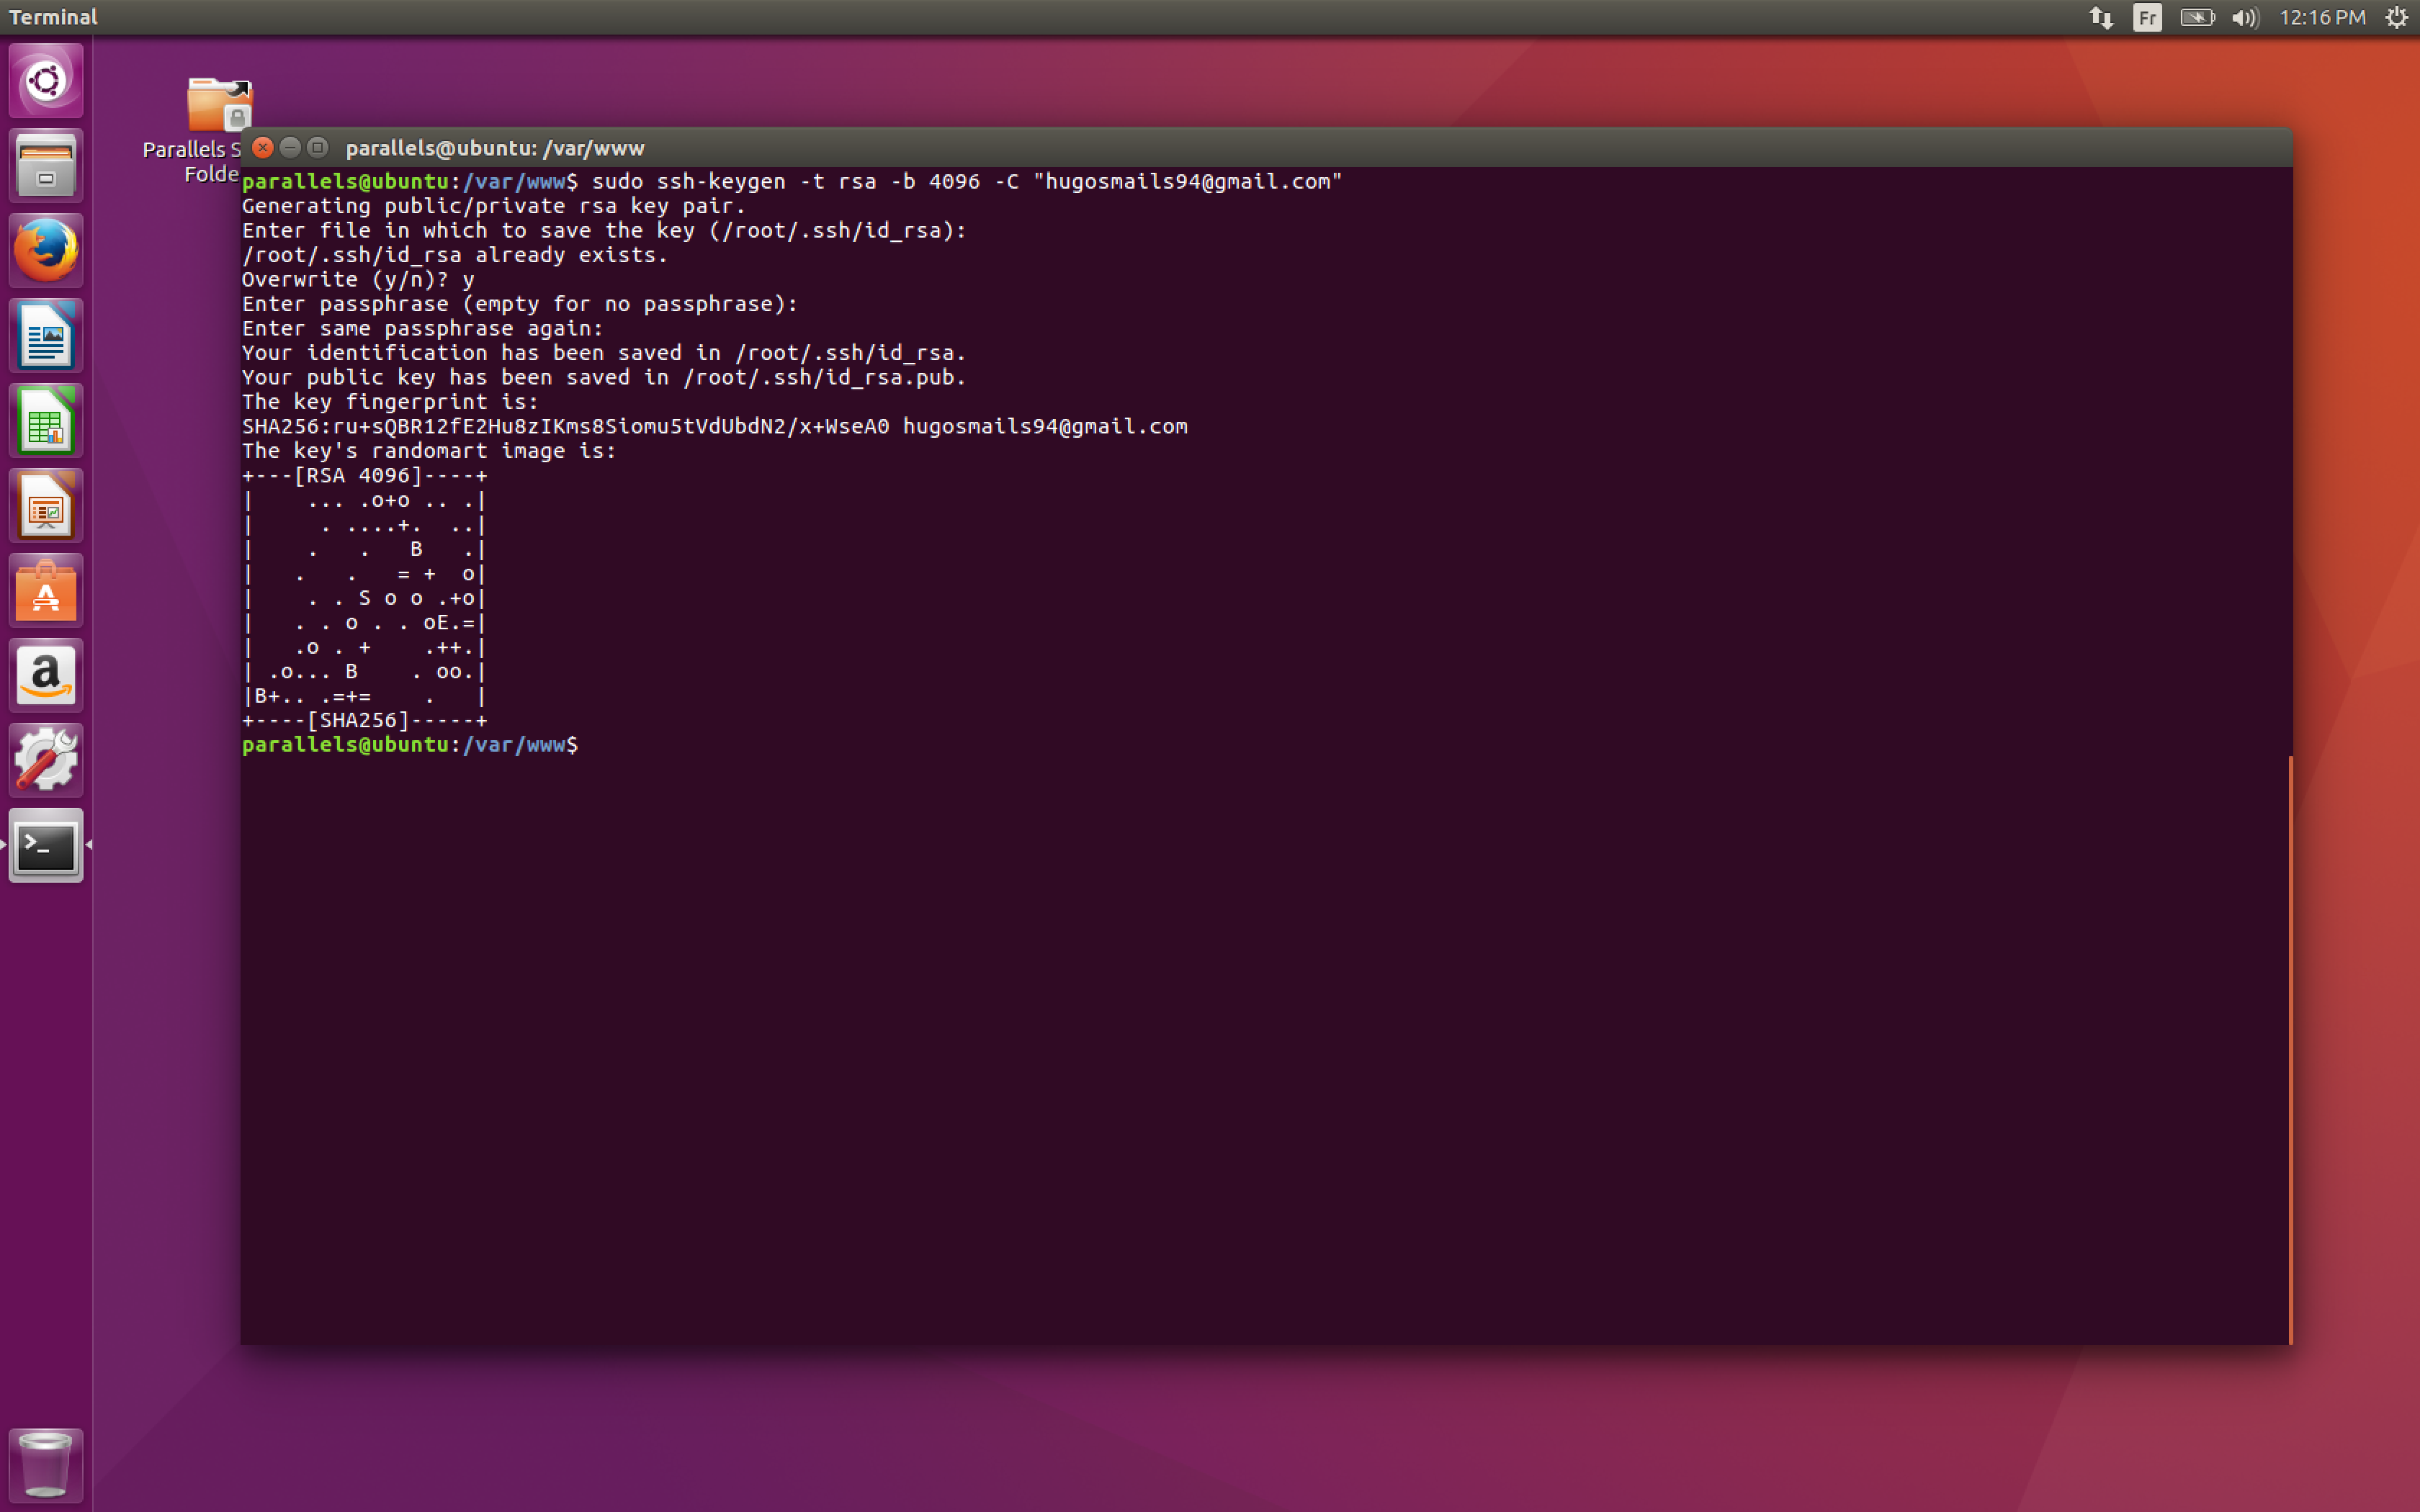 Terminal
Fr
12:16 PM
Parallels S
Folde
parallels@ubuntu: /var/www
parallels@ubuntu:/var/www$ sudo ssh-keygen -t rsa -b 4096 -C "hugosmails94@gmail.com"
Generating public/private rsa key pair.
Enter file in which to save the key (/root/.ssh/id_rsa):
/root/.ssh/id_rsa already exists.
Overwrite (y/n)? y
Enter passphrase (empty for no passphrase):
Enter same passphrase again:
Your identification has been saved in /root/.ssh/id_rsa.
Your public key has been saved in /root/.ssh/id_rsa.pub.
The key fingerprint is:
SHA256:ru+sQBR12fE2Hu8zIKms8Siomu5tVdUbdN2/x+WseA0 hugosmails94@gmail.com
The key's randomart image is:
+---[RSA 4096]----+
|    ... .o+o .. .|
|     . ....+.  ..|
|    .   .   B   .|
|   .   .   = +  o|
|    . . S o o .+o|
|   . . o . . oE.=|
|   .o . +    .++.|
| .o... B    . oo.|
|B+.. .=+=    .   |
+----[SHA256]-----+
parallels@ubuntu:/var/www$